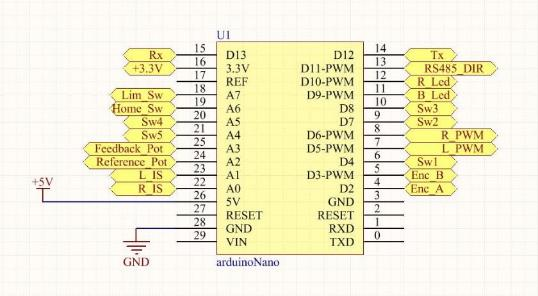 U1
Rx 15 D13 D12 14 Tx
+3.3V 16 3.3V D11-PWM 13 RS485_DIR
17 REF D10-PWM 12 R_Led
Lim_Sw 18 A7 D9-PWM 11 B_Led
Home_Sw 19 A6 D8 10 Sw3
Sw4 20 A5 D7 9 Sw2
Sw5 21 A4 D6-PWM 8 R_PWM
Feedback_Pot 25 A3 D5-PWM 7 L_PWM
Reference_Pot 24 A2 D4 6 Sw1
L_IS 23 A1 D3-PWM 5 Enc_B
R_IS 22 A0 D2 4 Enc_A
+5V 26 5V GND 3
27 RESET RESET 2
28 GND RXD 1
29 VIN TXD 0
GND
arduinoNano